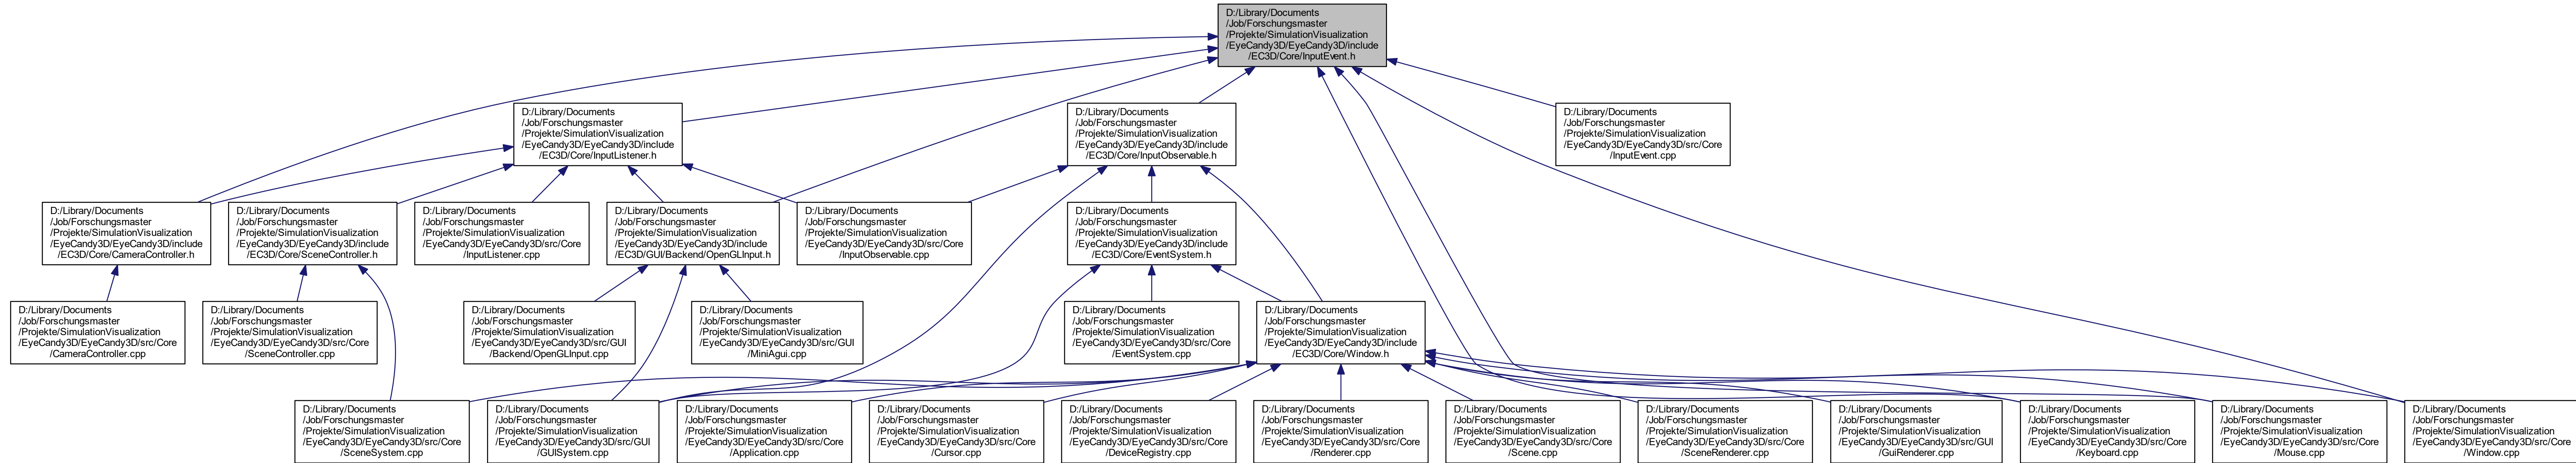 D:/Library/Documents
/Job/Forschungsmaster
/Projekte/SimulationVisualization
/EyeCandy3D/EyeCandy3D/include
/EC3D/Core/InputEvent.h
D:/Library/Documents
/Job/Forschungsmaster
/Projekte/SimulationVisualization
/EyeCandy3D/EyeCandy3D/include
/EC3D/Core/InputListener.h
D:/Library/Documents
/Job/Forschungsmaster
/Projekte/SimulationVisualization
/EyeCandy3D/EyeCandy3D/include
/EC3D/Core/InputObservable.h
D:/Library/Documents
/Job/Forschungsmaster
/Projekte/SimulationVisualization
/EyeCandy3D/EyeCandy3D/src/Core
/InputEvent.cpp
D:/Library/Documents
/Job/Forschungsmaster
/Projekte/SimulationVisualization
/EyeCandy3D/EyeCandy3D/include
/EC3D/Core/CameraController.h
D:/Library/Documents
/Job/Forschungsmaster
/Projekte/SimulationVisualization
/EyeCandy3D/EyeCandy3D/include
/EC3D/Core/SceneController.h
D:/Library/Documents
/Job/Forschungsmaster
/Projekte/SimulationVisualization
/EyeCandy3D/EyeCandy3D/src/Core
/InputListener.cpp
D:/Library/Documents
/Job/Forschungsmaster
/Projekte/SimulationVisualization
/EyeCandy3D/EyeCandy3D/include
/EC3D/GUI/Backend/OpenGLInput.h
D:/Library/Documents
/Job/Forschungsmaster
/Projekte/SimulationVisualization
/EyeCandy3D/EyeCandy3D/src/Core
/InputObservable.cpp
D:/Library/Documents
/Job/Forschungsmaster
/Projekte/SimulationVisualization
/EyeCandy3D/EyeCandy3D/include
/EC3D/Core/EventSystem.h
D:/Library/Documents
/Job/Forschungsmaster
/Projekte/SimulationVisualization
/EyeCandy3D/EyeCandy3D/src/Core
/CameraController.cpp
D:/Library/Documents
/Job/Forschungsmaster
/Projekte/SimulationVisualization
/EyeCandy3D/EyeCandy3D/src/Core
/SceneController.cpp
D:/Library/Documents
/Job/Forschungsmaster
/Projekte/SimulationVisualization
/EyeCandy3D/EyeCandy3D/src/GUI
/Backend/OpenGLInput.cpp
D:/Library/Documents
/Job/Forschungsmaster
/Projekte/SimulationVisualization
/EyeCandy3D/EyeCandy3D/src/GUI
/MiniAgui.cpp
D:/Library/Documents
/Job/Forschungsmaster
/Projekte/SimulationVisualization
/EyeCandy3D/EyeCandy3D/src/Core
/EventSystem.cpp
D:/Library/Documents
/Job/Forschungsmaster
/Projekte/SimulationVisualization
/EyeCandy3D/EyeCandy3D/include
/EC3D/Core/Window.h
D:/Library/Documents
/Job/Forschungsmaster
/Projekte/SimulationVisualization
/EyeCandy3D/EyeCandy3D/src/Core
/SceneSystem.cpp
D:/Library/Documents
/Job/Forschungsmaster
/Projekte/SimulationVisualization
/EyeCandy3D/EyeCandy3D/src/GUI
/GUISystem.cpp
D:/Library/Documents
/Job/Forschungsmaster
/Projekte/SimulationVisualization
/EyeCandy3D/EyeCandy3D/src/Core
/Application.cpp
D:/Library/Documents
/Job/Forschungsmaster
/Projekte/SimulationVisualization
/EyeCandy3D/EyeCandy3D/src/Core
/Cursor.cpp
D:/Library/Documents
/Job/Forschungsmaster
/Projekte/SimulationVisualization
/EyeCandy3D/EyeCandy3D/src/Core
/DeviceRegistry.cpp
D:/Library/Documents
/Job/Forschungsmaster
/Projekte/SimulationVisualization
/EyeCandy3D/EyeCandy3D/src/Core
/Renderer.cpp
D:/Library/Documents
/Job/Forschungsmaster
/Projekte/SimulationVisualization
/EyeCandy3D/EyeCandy3D/src/Core
/Scene.cpp
D:/Library/Documents
/Job/Forschungsmaster
/Projekte/SimulationVisualization
/EyeCandy3D/EyeCandy3D/src/Core
/SceneRenderer.cpp
D:/Library/Documents
/Job/Forschungsmaster
/Projekte/SimulationVisualization
/EyeCandy3D/EyeCandy3D/src/GUI
/GuiRenderer.cpp
D:/Library/Documents
/Job/Forschungsmaster
/Projekte/SimulationVisualization
/EyeCandy3D/EyeCandy3D/src/Core
/Keyboard.cpp
D:/Library/Documents
/Job/Forschungsmaster
/Projekte/SimulationVisualization
/EyeCandy3D/EyeCandy3D/src/Core
/Mouse.cpp
D:/Library/Documents
/Job/Forschungsmaster
/Projekte/SimulationVisualization
/EyeCandy3D/EyeCandy3D/src/Core
/Window.cpp